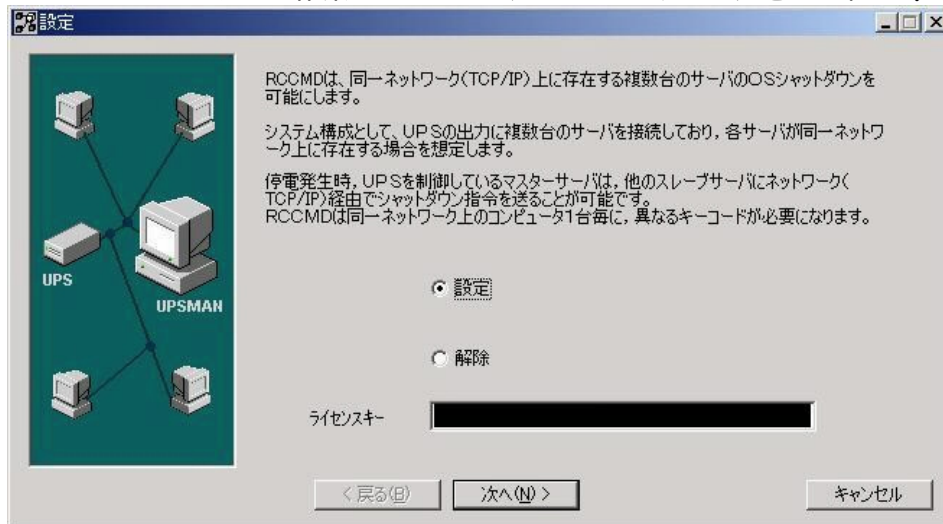 設定
RCCMDは、同一ネットワーク(TCP/IP)上に存在する複数台のサーバのOSシャットダウンを
可能にします。
システム構成として、UPSの出力に複数台のサーバを接続しており，各サーバが同一ネットワ
ーク上に存在する場合を想定します。
停電発生時，UPSを制御しているマスターサーバは，他のスレーブサーバにネットワーク(
TCP/IP)経由でシャットダウン指令を送ることが可能です。
RCCMDは同一ネットワーク上のコンピュータ1台毎に，異なるキーコードが必要になります。
UPS
UPSMAN
設定
解除
ライセンスキー
< 戻る(B)
次へ(N) >
キャンセル